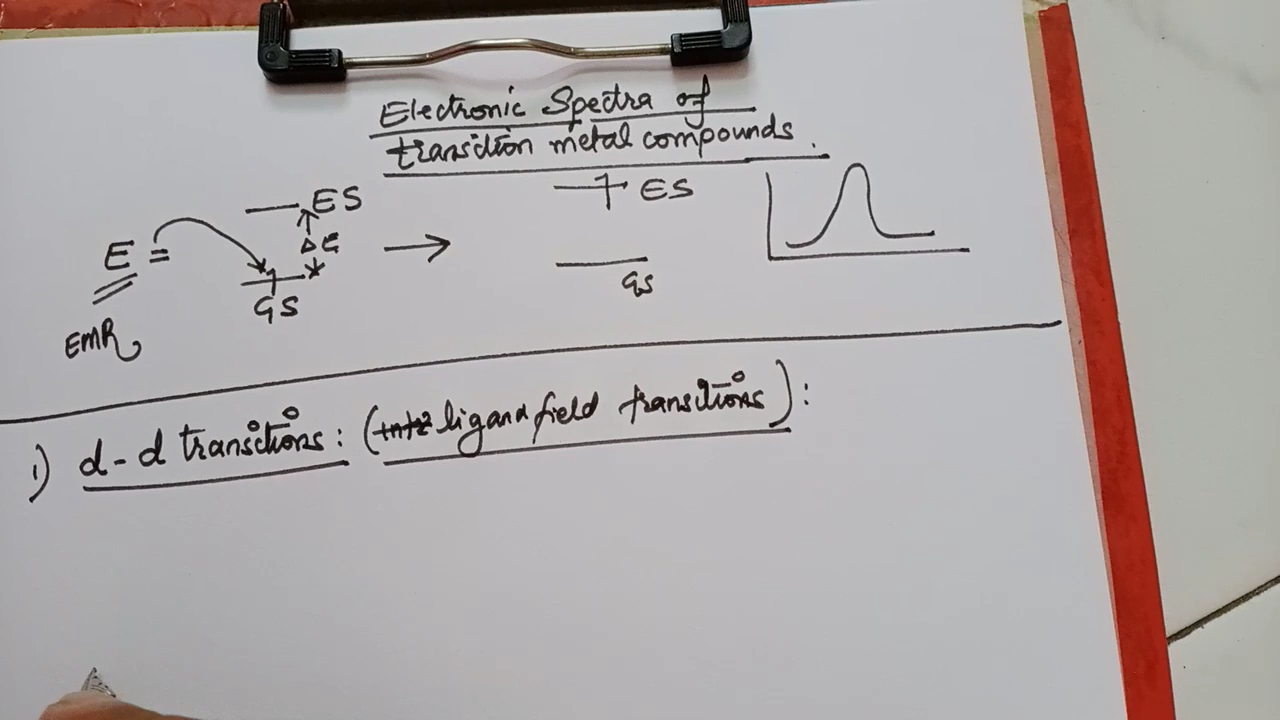 Electronic Spectra of
transition metal compounds.
ES
ES
E =
ΔE
GS
GS
EMR
1) d-d transitions: (ligand field transitions):